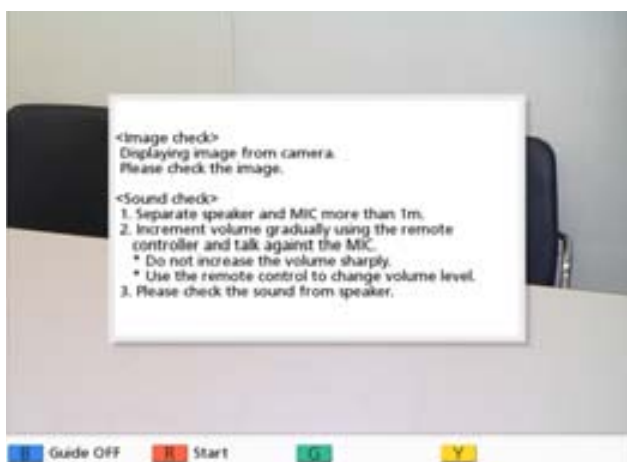 <Image check>
Displaying image from camera.
Please check the image.
<Sound check>
1. Separate speaker and MIC more than 1m.
2. Increment volume gradually using the remote
controller and talk against the MIC.
* Do not increase the volume sharply.
* Use the remote control to change volume level.
3. Please check the sound from speaker.
B Guide OFF R Start G Y